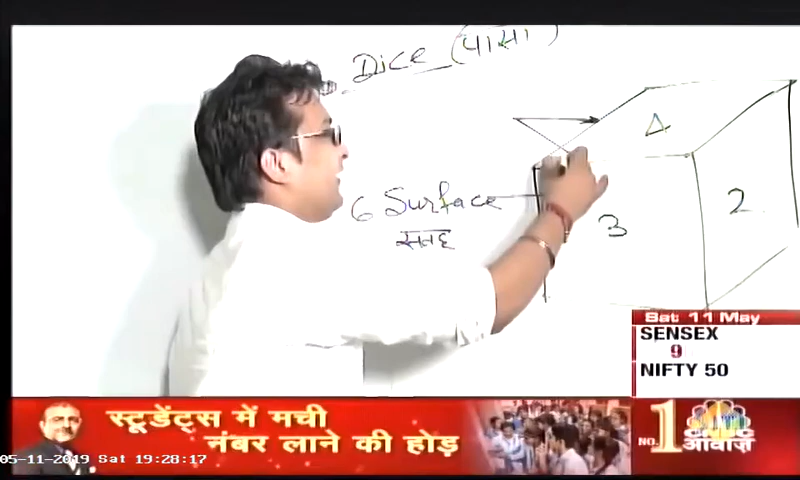 Dice (पासा)
4
6 Surface
सतह
3
2
Sat 11 May
SENSEX
9
NIFTY 50
स्टूडेंट्स में मची
नंबर लाने की होड़
NO.1
CNBC
आवाज़
05-11-2019 Sat 19:28:17